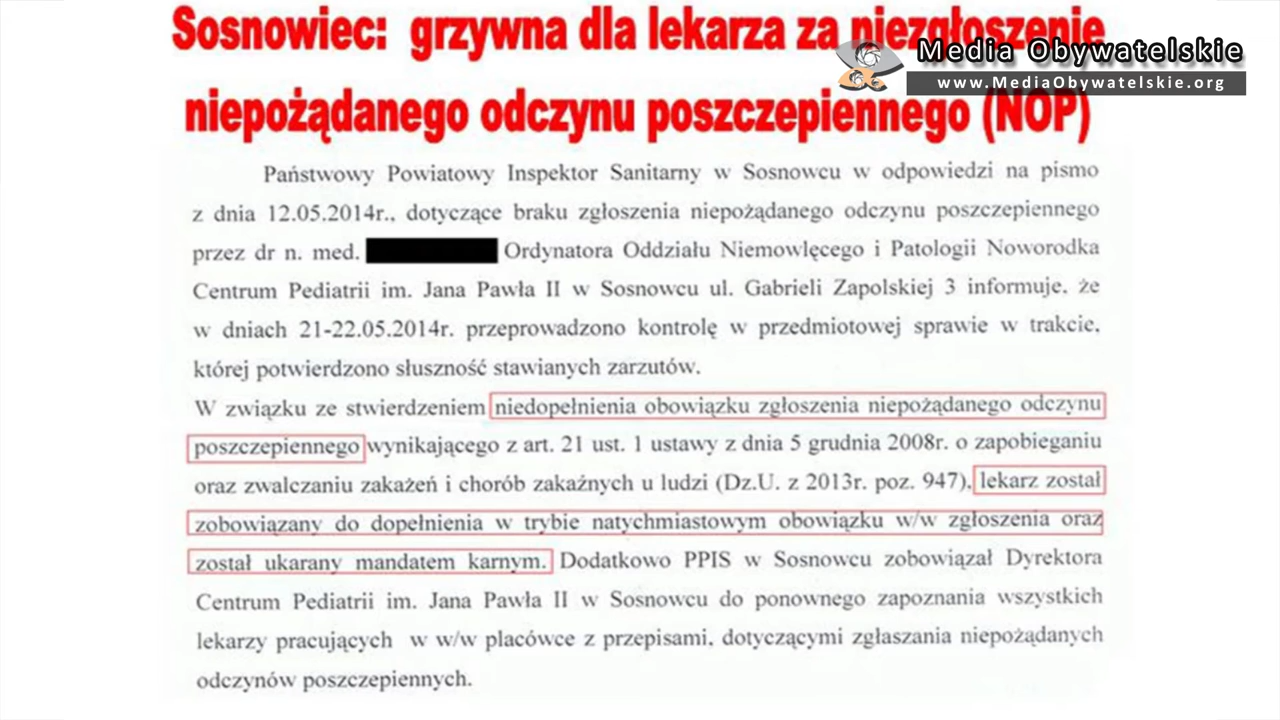 Sosnowiec: grzywna dla lekarza za niezgłoszenie
niepożądanego odczynu poszczepiennego (NOP)
Media Obywatelskie
www.MediaObywatelskie.org
Państwowy Powiatowy Inspektor Sanitarny w Sosnowcu w odpowiedzi na pismo
z dnia 12.05.2014r., dotyczące braku zgłoszenia niepożądanego odczynu poszczepiennego
przez dr n. med. Ordynatora Oddziału Niemowlęcego i Patologii Noworodka
Centrum Pediatrii im. Jana Pawła II w Sosnowcu ul. Gabrieli Zapolskiej 3 informuje, że
w dniach 21-22.05.2014r. przeprowadzono kontrolę w przedmiotowej sprawie w trakcie,
której potwierdzono słuszność stawianych zarzutów.
W związku ze stwierdzeniem niedopełnienia obowiązku zgłoszenia niepożądanego odczynu
poszczepiennego wynikającego z art. 21 ust. 1 ustawy z dnia 5 grudnia 2008r. o zapobieganiu
oraz zwalczaniu zakażeń i chorób zakaźnych u ludzi (Dz.U. z 2013r. poz. 947), lekarz został
zobowiązany do dopełnienia w trybie natychmiastowym obowiązku w/w zgłoszenia oraz
został ukarany mandatem karnym. Dodatkowo PPIS w Sosnowcu zobowiązał Dyrektora
Centrum Pediatrii im. Jana Pawła II w Sosnowcu do ponownego zapoznania wszystkich
lekarzy pracujących w w/w placówce z przepisami, dotyczącymi zgłaszania niepożądanych
odczynów poszczepiennych.